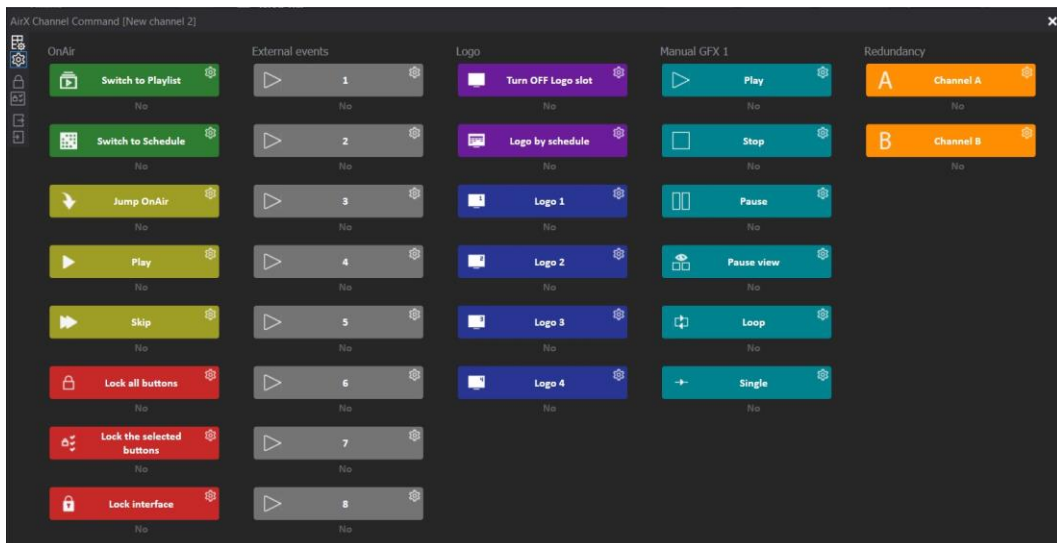 AirX Channel Command [New channel 2]
OnAir
Switch to Playlist
No
Switch to Schedule
No
Jump OnAir
No
Play
No
Skip
No
Lock all buttons
No
Lock the selected
buttons
No
Lock interface
No
External events
1
No
2
No
3
No
4
No
5
No
6
No
7
No
8
No
Logo
Turn OFF Logo slot
No
Logo by schedule
No
1
Logo 1
No
2
Logo 2
No
3
Logo 3
No
4
Logo 4
No
Manual GFX 1
Play
No
Stop
No
Pause
No
Pause view
No
Loop
No
Single
No
Redundancy
A
Channel A
No
B
Channel B
No